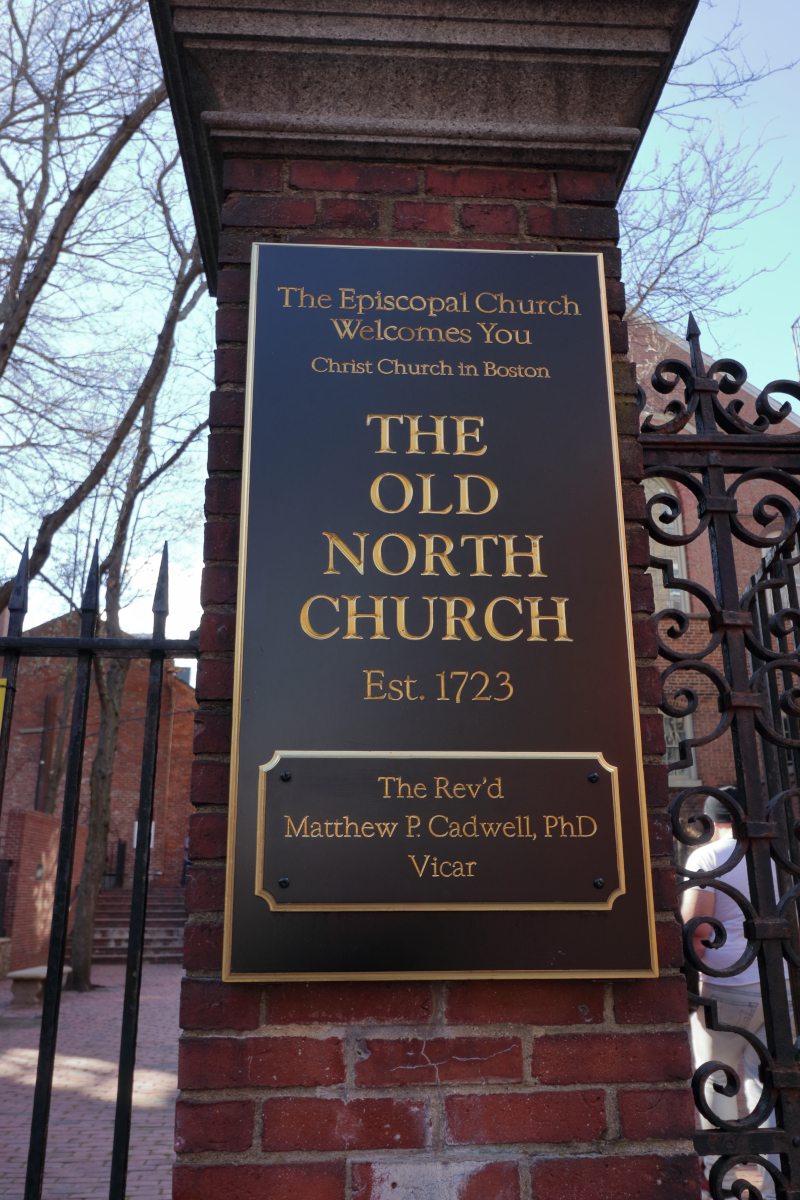 The Episcopal Church
Welcomes You
Christ Church in Boston
THE
OLD
NORTH
CHURCH
Est. 1723
The Rev'd
Matthew P. Cadwell, PhD
Vicar